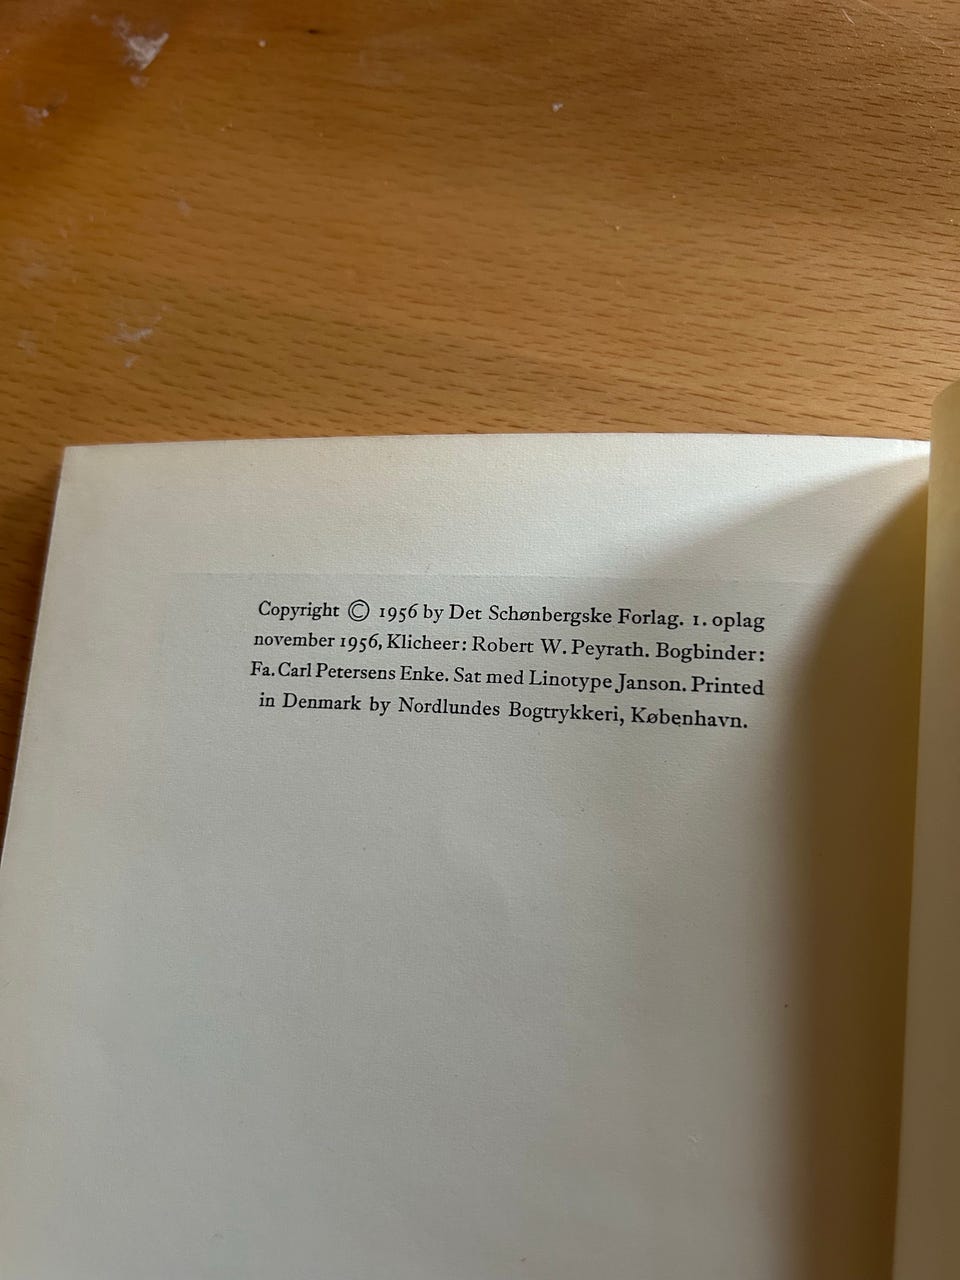 Copyright © 1956 by Det Schønbergske Forlag. 1. oplag
november 1956, Klicheer: Robert W. Peyrath. Bogbinder:
Fa. Carl Petersens Enke. Sat med Linotype Janson. Printed
in Denmark by Nordlundes Bogtrykkeri, København.